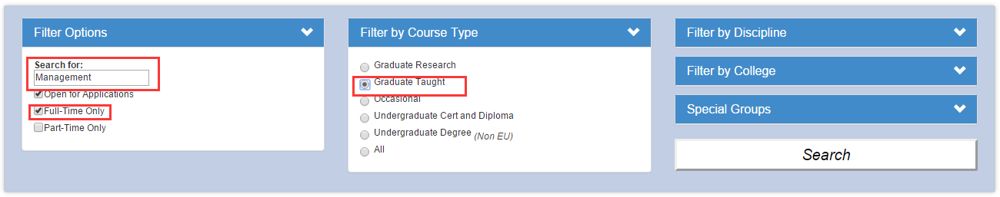 Filter Options
Search for:
Management
Open for Applications
Full-Time Only
Part-Time Only
Filter by Course Type
Graduate Research
Graduate Taught
Occasional
Undergraduate Cert and Diploma
Undergraduate Degree (Non EU)
All
Filter by Discipline
Filter by College
Special Groups
Search